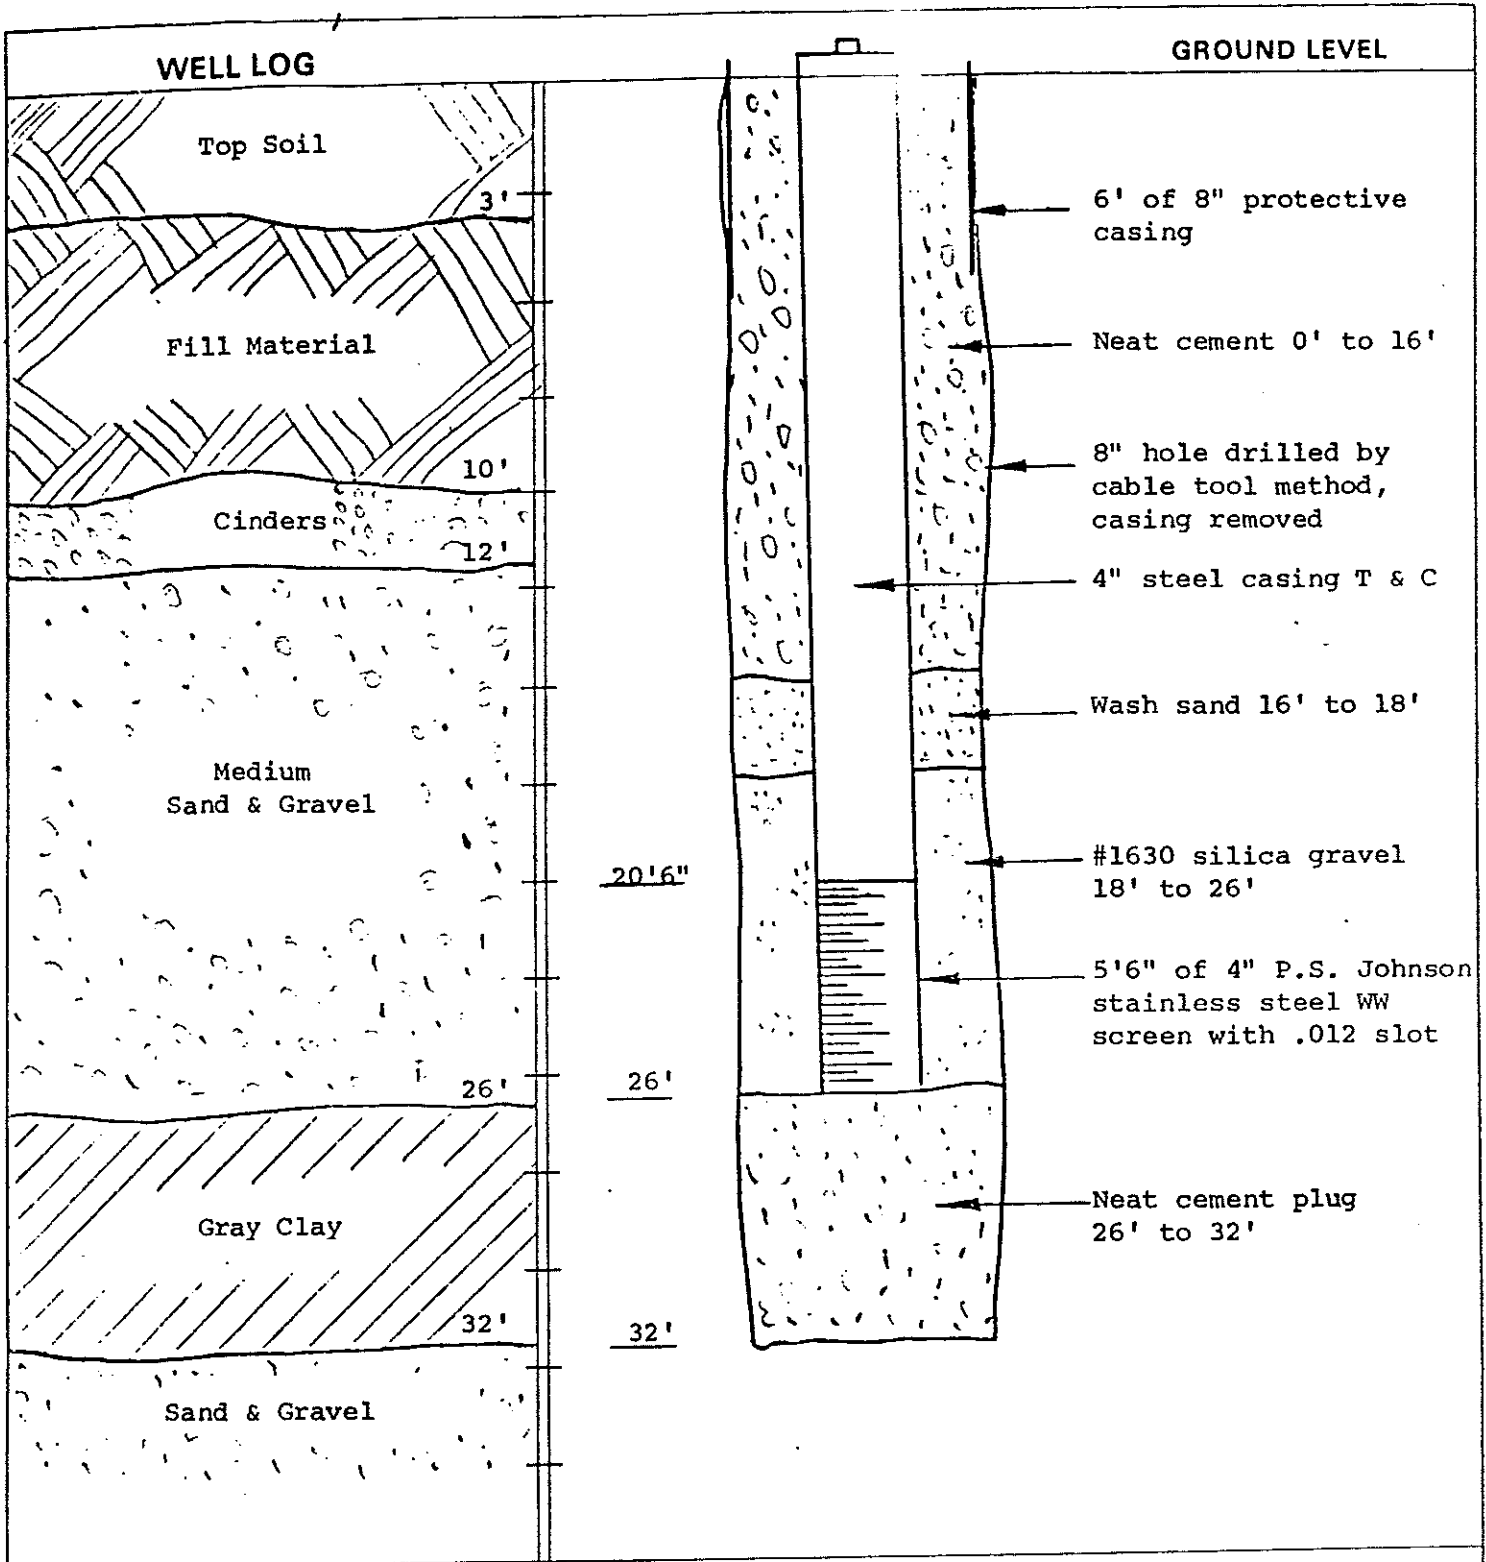 WELL LOG
GROUND LEVEL
Top Soil
3'
Fill Material
10'
Cinders
12'
Medium
Sand & Gravel
26'
Gray Clay
32'
Sand & Gravel
20'6"
26'
32'
6' of 8" protective
casing
Neat cement 0' to 16'
8" hole drilled by
cable tool method,
casing removed
4" steel casing T & C
Wash sand 16' to 18'
#1630 silica gravel
18' to 26'
5'6" of 4" P.S. Johnson
stainless steel WW
screen with .012 slot
Neat cement plug
26' to 32'